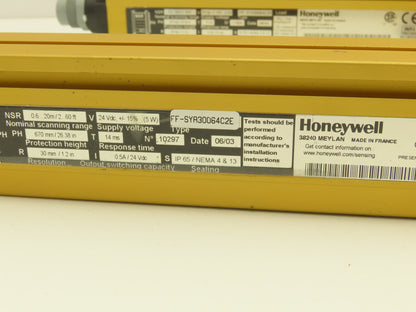 Honeywell
NSR 0.6 20m/2 60 ft V 24 Vdc +/- 15% (5 W) FF-SYA30064C2E
Nominal scanning range Supply voltage Type
PH PH 670 mm / 26.38 in T 14 ms N° 10297 Date 06/03
Protection height Response time
R 30 mm / 1.2 in I 0.5A / 24 Vdc S IP 65 / NEMA 4 & 13
Resolution Output switching capacity Sealing
Tests should be
performed
according to
manufacturer's
installation
instructions
Honeywell
38240 MEYLAN MADE IN FRANCE
Get contact information on
www.honeywell.com/sensing